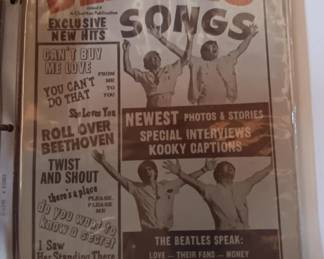 A Charlton Publication
EXCLUSIVE
NEW HITS
SONGS
CAN'T BUY
ME LOVE
FROM
ME
TO
YOU
YOU CAN'T
DO THAT
She Loves You
ROLL OVER
BEETHOVEN
TWIST
AND SHOUT
there's a place
PLEASE,
PLEASE
ME
do you want to
know a secret
I Saw
Her Standing There
NEWEST PHOTOS & STORIES
SPECIAL INTERVIEWS
KOOKY CAPTIONS
THE BEATLES SPEAK:
LOVE — THEIR FANS — MONEY